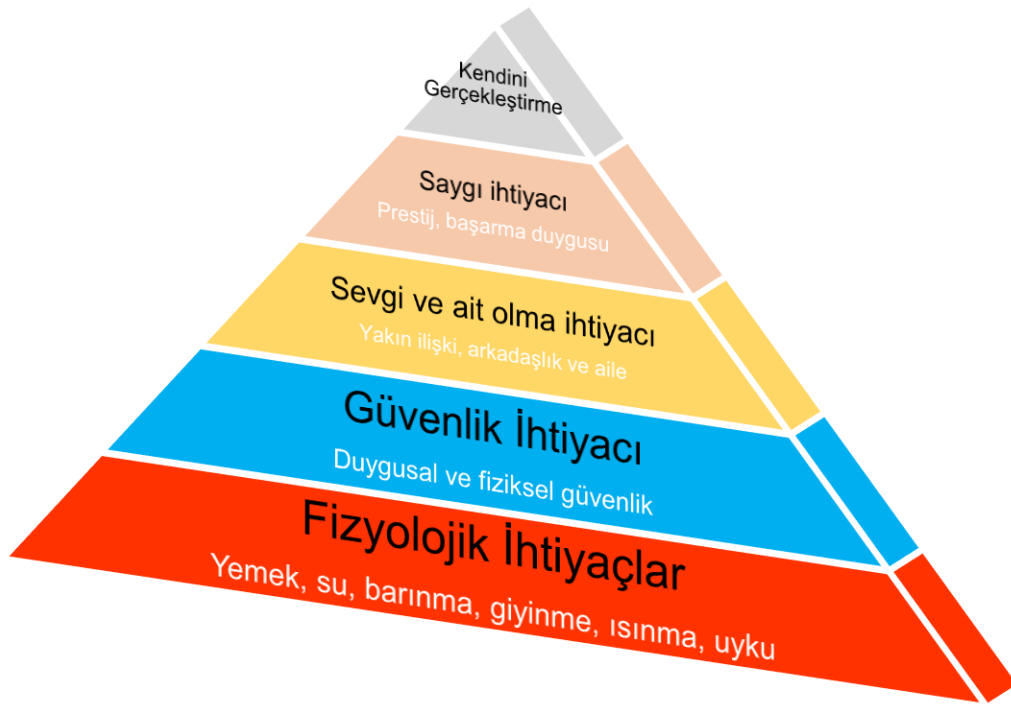 Kendini
Gerçekleştirme
Saygı ihtiyacı
Prestij, başarma duygusu
Sevgi ve ait olma ihtiyacı
Yakın ilişki, arkadaşlık ve aile
Güvenlik İhtiyacı
Duygusal ve fiziksel güvenlik
Fizyolojik İhtiyaçlar
Yemek, su, barınma, giyinme, ısınma, uyku